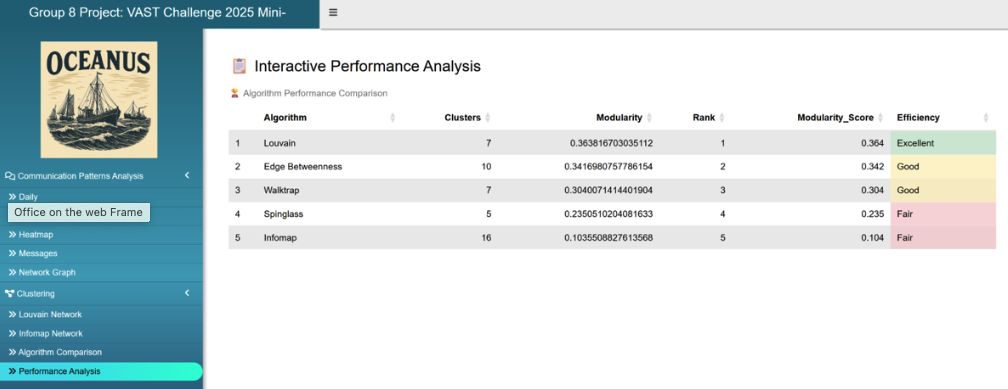 Group 8 Project: VAST Challenge 2025 Mini-
OCEANUS
Communication Patterns Analysis
Daily
Office on the web Frame
Heatmap
Messages
Network Graph
Clustering
Louvain Network
Infomap Network
Algorithm Comparison
Performance Analysis
Interactive Performance Analysis
Algorithm Performance Comparison
Algorithm Clusters Modularity Rank Modularity_Score Efficiency
1 Louvain 7 0.363816703035112 1 0.364 Excellent
2 Edge Betweenness 10 0.3416980757786154 2 0.342 Good
3 Walktrap 7 0.3040071414401904 3 0.304 Good
4 Spinglass 5 0.2350510204081633 4 0.235 Fair
5 Infomap 16 0.1035508827613568 5 0.104 Fair